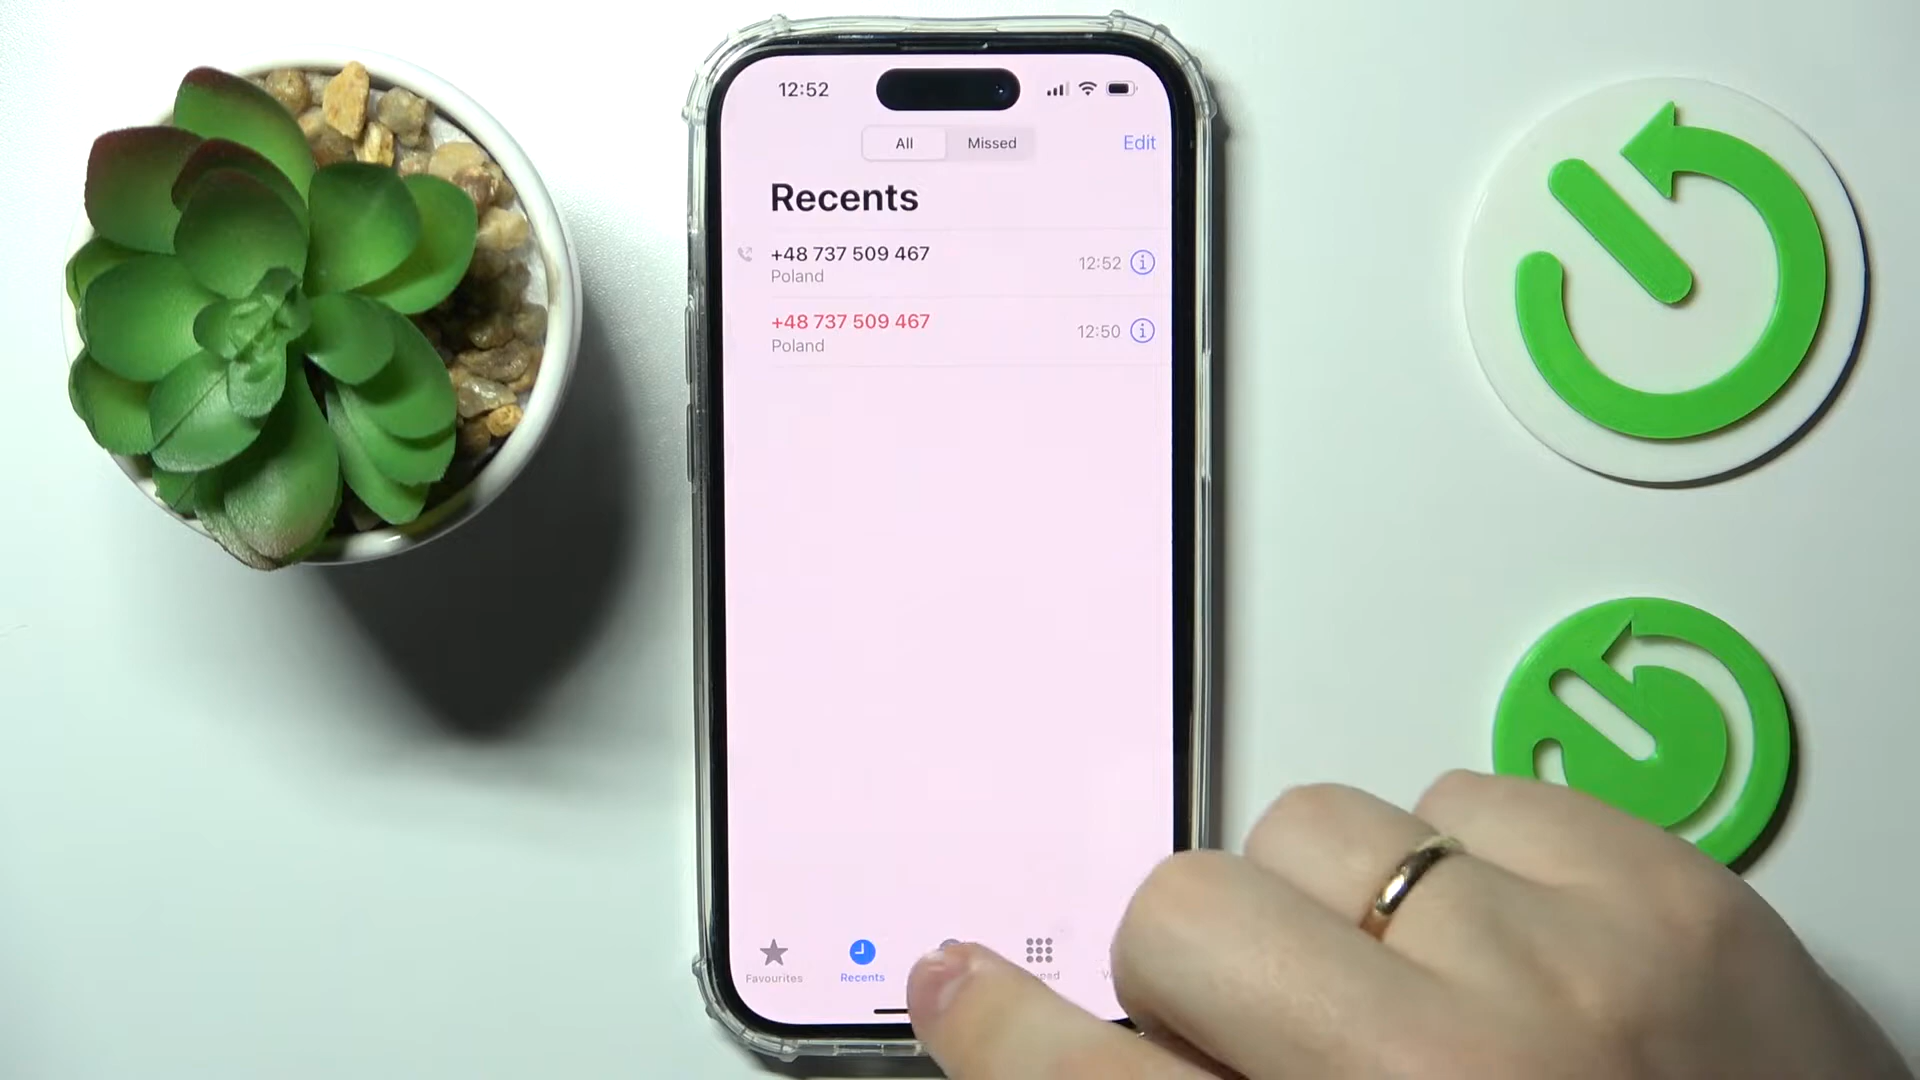 12:52
All Missed Edit
Recents
+48 737 509 467
Poland
12:52
+48 737 509 467
Poland
12:50
Favourites Recents